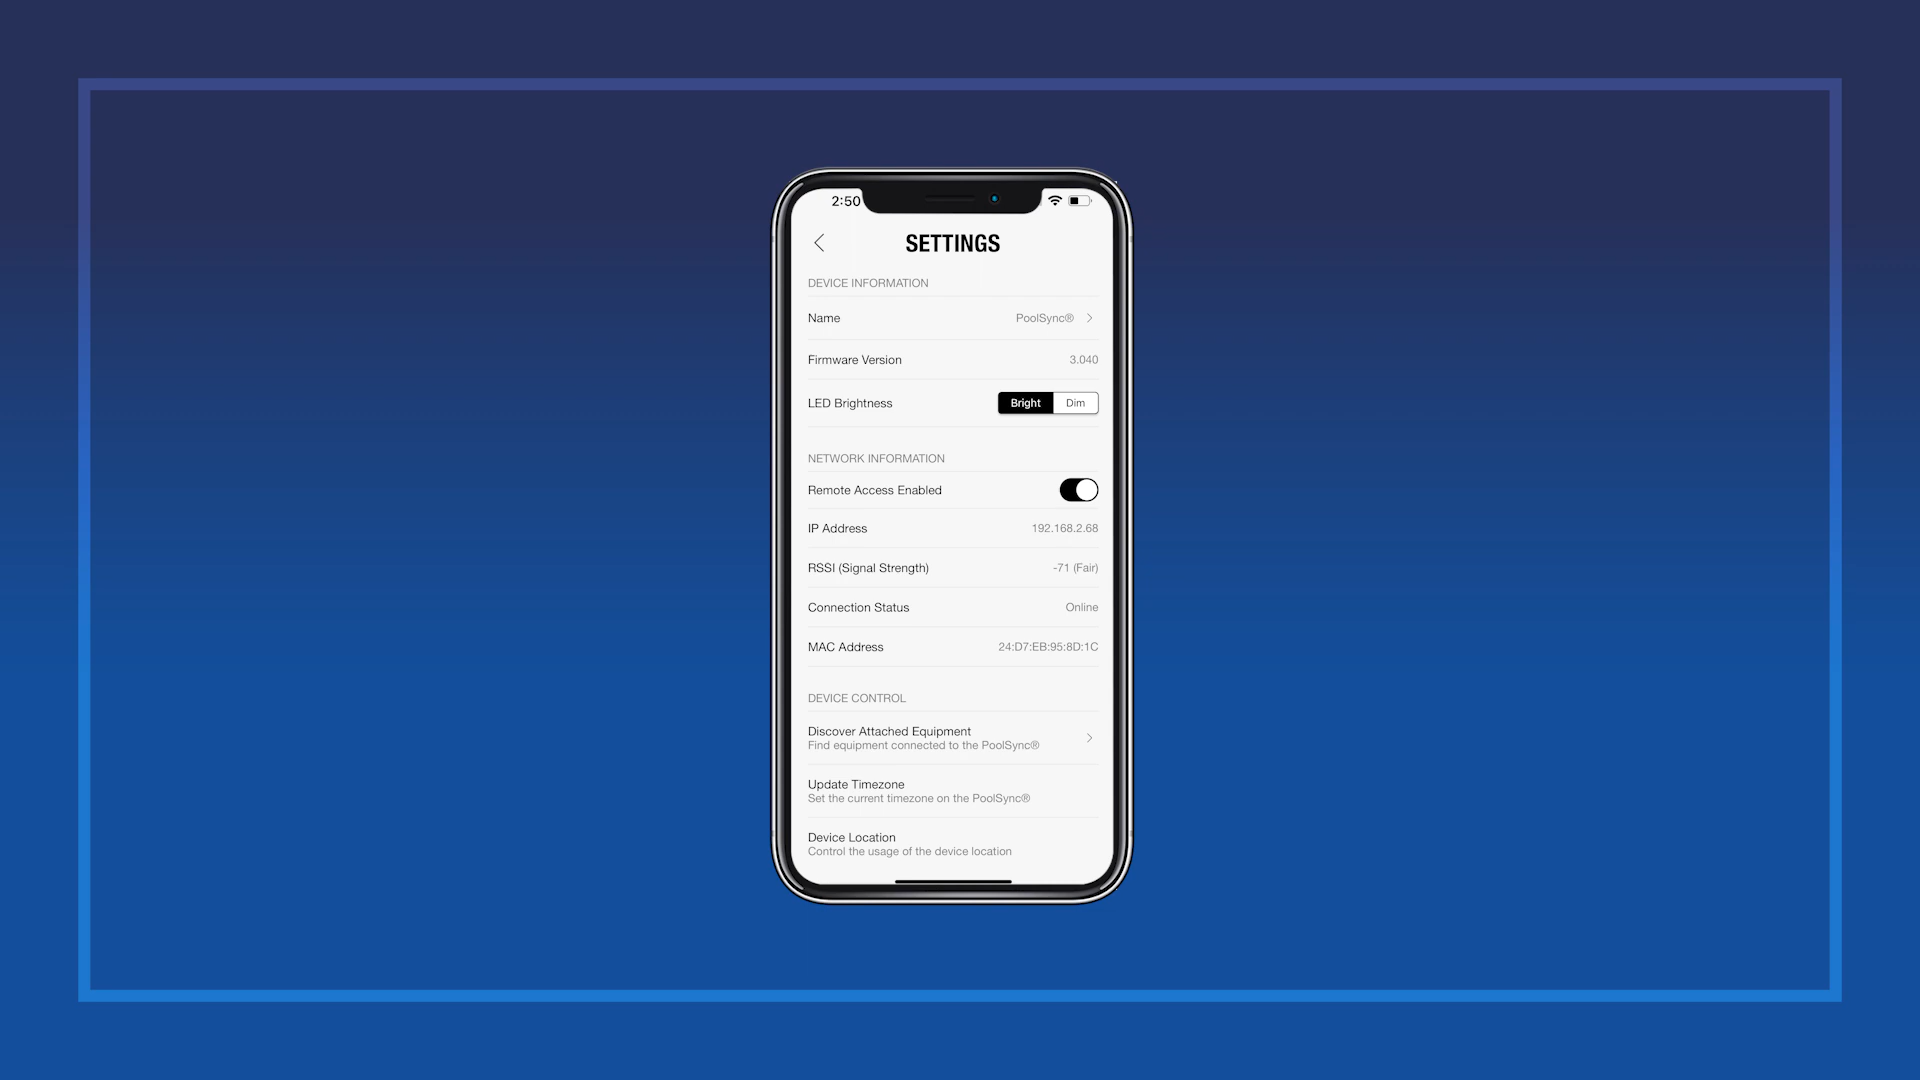 2:50
SETTINGS
DEVICE INFORMATION
Name PoolSync®
Firmware Version 3.040
LED Brightness Bright Dim
NETWORK INFORMATION
Remote Access Enabled
IP Address 192.168.2.68
RSSI (Signal Strength) -71 (Fair)
Connection Status Online
MAC Address 24:D7:EB:95:8D:1C
DEVICE CONTROL
Discover Attached Equipment
Find equipment connected to the PoolSync®
Update Timezone
Set the current timezone on the PoolSync®
Device Location
Control the usage of the device location